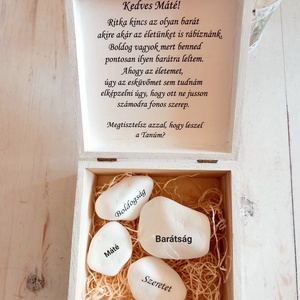 Kedves Máté!
Ritka kincs az olyan barát
akire akár az életünket is rábíznánk.
Boldog vagyok mert benned
pontosan ilyen barátra leltem.
Ahogy az életemet,
úgy az esküvőmet sem tudnám
elképzelni úgy, hogy ott ne jusson
számodra fonos szerep.
Megtisztelsz azzal, hogy leszel
a Tanúm?
Boldogság
Barátság
Máté
Szeretet